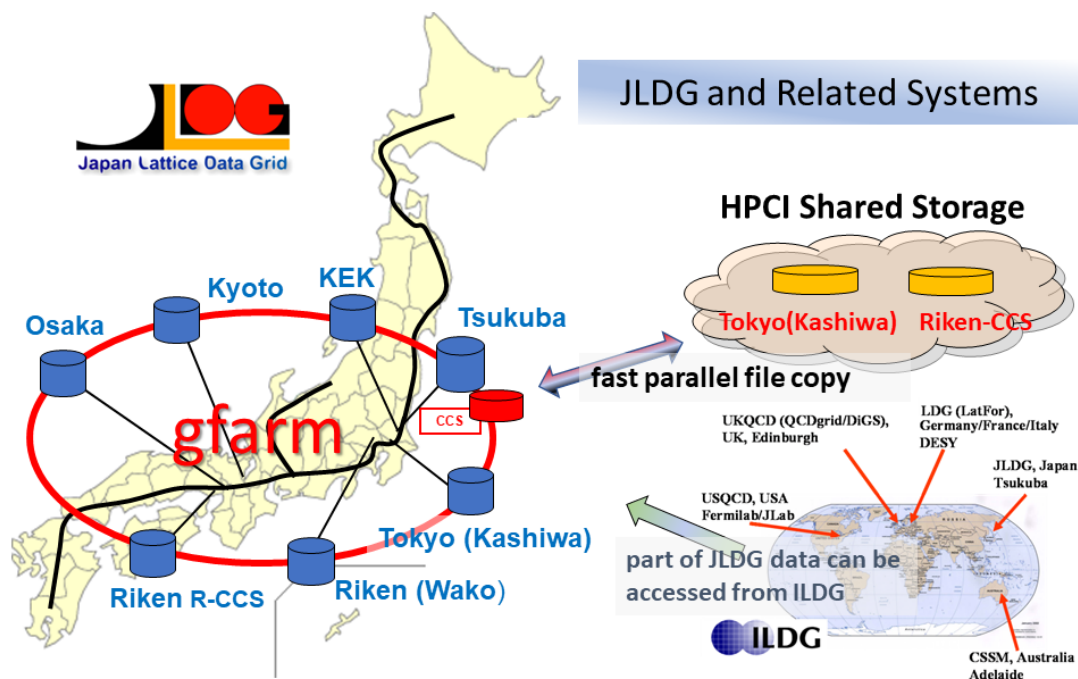 JLDG
Japan Lattice Data Grid
JLDG and Related Systems
HPCI Shared Storage
Tokyo(Kashiwa)
Riken-CCS
fast parallel file copy
Osaka
Kyoto
KEK
Tsukuba
CCS
gfarm
Tokyo (Kashiwa)
Riken (Wako)
Riken R-CCS
UKQCD (QCDgrid/DiGS),
UK, Edinburgh
LDG (LatFor),
Germany/France/Italy
DESY
JLDG, Japan
Tsukuba
USQCD, USA
Fermilab/JLab
part of JLDG data can be
accessed from ILDG
ILDG
CSSM, Australia
Adelaide
RUSSIA